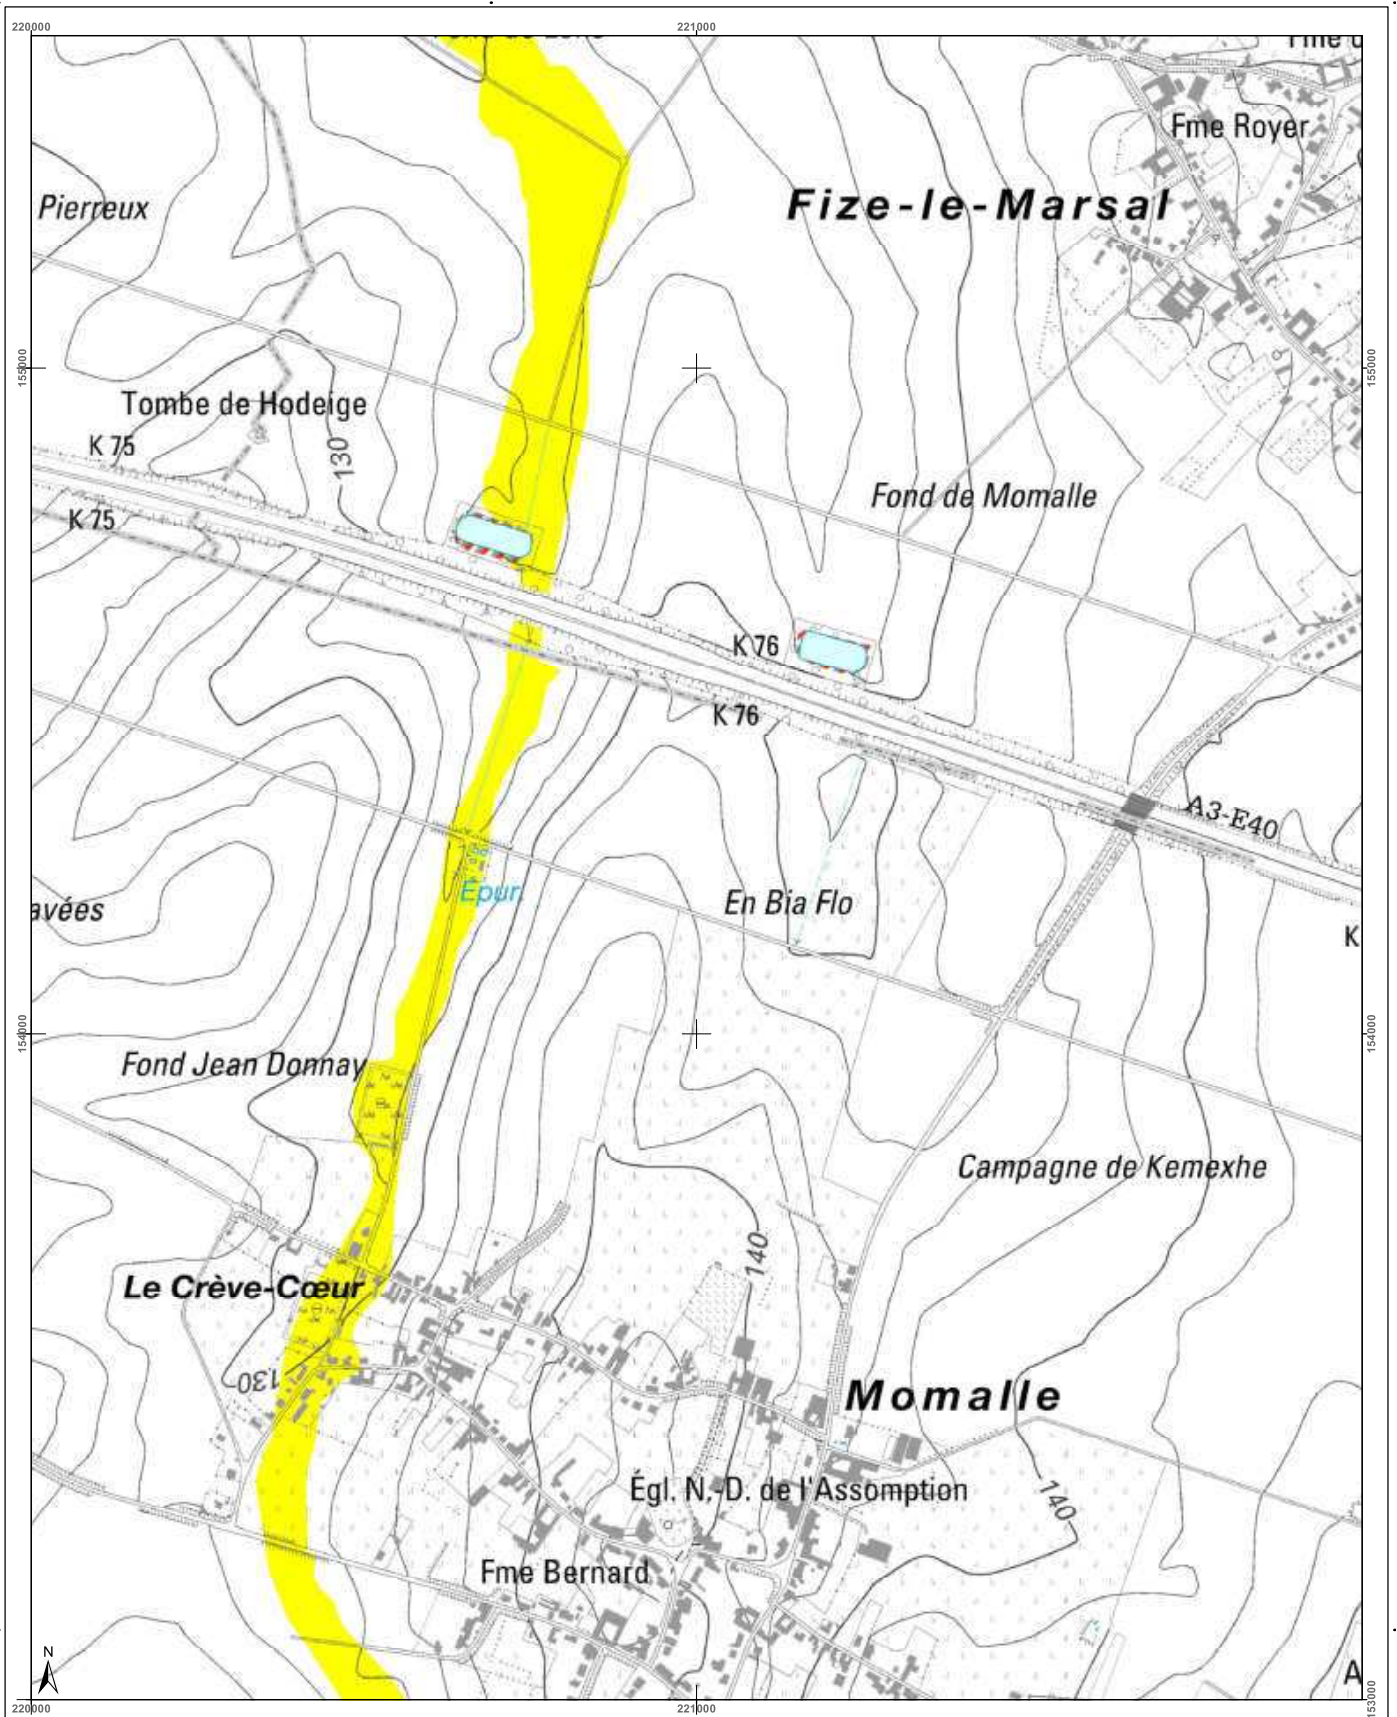 220000
221000
Fme Royer
Pierreux
Fize-le-Marsal
155000
155000
Tombe de Hodeige
K 75
130
K 75
Fond de Momalle
K 76
K 76
A3-E40
Epur.
avées
En Bia Flo
K
154000
154000
Fond Jean Donnay
Campagne de Kemexhe
140
Le Crève-Cœur
130
Momalle
Égl. N.-D. de l'Assomption
140
Fme Bernard
N
A
220000
221000
153000